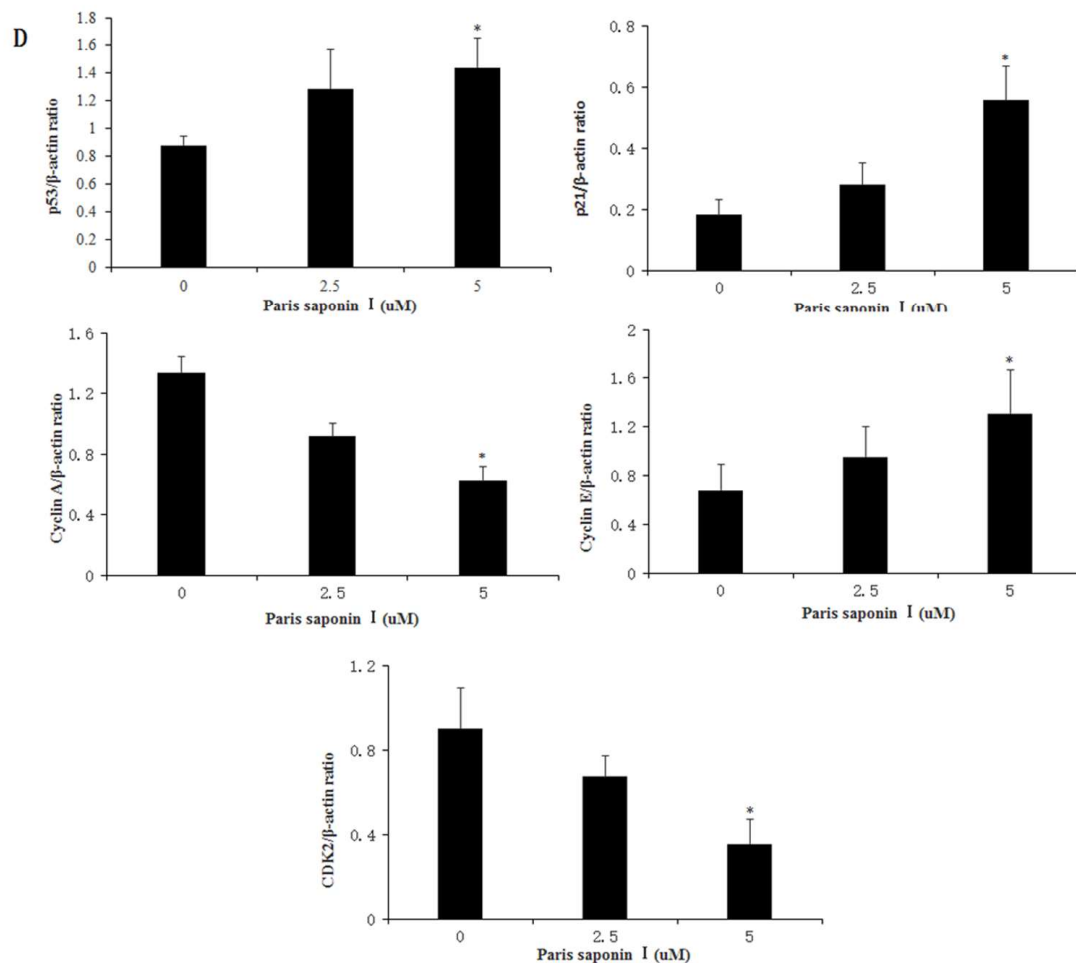 D
p53/β-actin ratio
1.8
1.6
1.4
1.2
1
0.8
0.6
0.4
0.2
0
*
0 2.5 5
Paris saponin Ⅰ (uM)
p21/β-actin ratio
0.8
0.6
0.4
0.2
0
*
0 2.5 5
Paris saponin Ⅰ (uM)
Cyclin A/β-actin ratio
1.6
1.2
0.8
0.4
0
*
0 2.5 5
Paris saponin Ⅰ (uM)
Cyclin E/β-actin ratio
2
1.6
1.2
0.8
0.4
0
*
0 2.5 5
Paris saponin Ⅰ (uM)
CDK2/β-actin ratio
1.2
0.8
0.4
0
*
0 2.5 5
Paris saponin Ⅰ (uM)